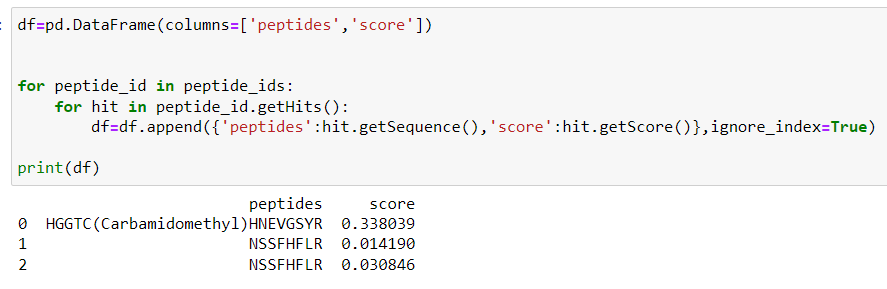 : df=pd.DataFrame(columns=['peptides','score'])
for peptide_id in peptide_ids:
    for hit in peptide_id.getHits():
        df=df.append({'peptides':hit.getSequence(),'score':hit.getScore()},ignore_index=True)
print(df)
                         peptides     score
0  HGGTC(Carbamidomethyl)HNEVGSYR  0.338039
1                        NSSFHFLR  0.014190
2                        NSSFHFLR  0.030846